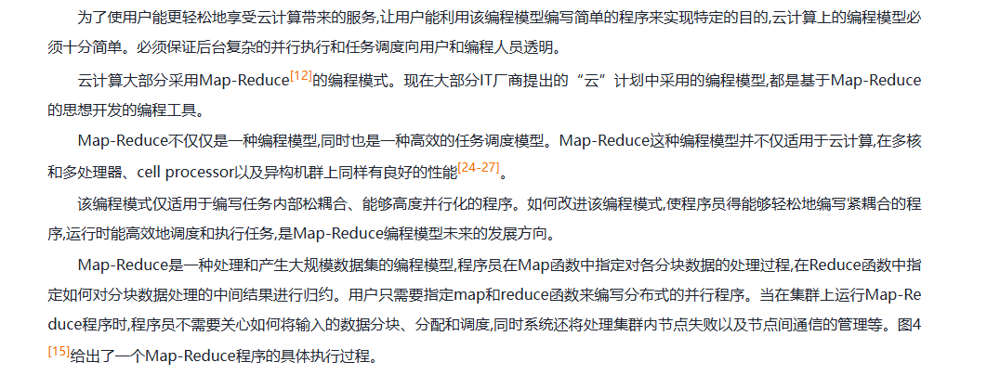 为了使用户能更轻松地享受云计算带来的服务,让用户能利用该编程模型编写简单的程序来实现特定的目的,云计算上的编程模型必
须十分简单。必须保证后台复杂的并行执行和任务调度向用户和编程人员透明。
云计算大部分采用Map-Reduce[12]的编程模式。现在大部分IT厂商提出的“云”计划中采用的编程模型,都是基于Map-Reduce
的思想开发的编程工具。
Map-Reduce不仅仅是一种编程模型,同时也是一种高效的任务调度模型。Map-Reduce这种编程模型并不仅适用于云计算,在多核
和多处理器、cell processor以及异构机群上同样有良好的性能[24-27]。
该编程模式仅适用于编写任务内部松耦合、能够高度并行化的程序。如何改进该编程模式,使程序员得能够轻松地编写紧耦合的程
序,运行时能高效地调度和执行任务,是Map-Reduce编程模型未来的发展方向。
Map-Reduce是一种处理和产生大规模数据集的编程模型,程序员在Map函数中指定对各分块数据的处理过程,在Reduce函数中指
定如何对分块数据处理的中间结果进行归约。用户只需要指定map和reduce函数来编写分布式的并行程序。当在集群上运行Map-Re
duce程序时,程序员不需要关心如何将输入的数据分块、分配和调度,同时系统还将处理集群内节点失败以及节点间通信的管理等。图4
[15]给出了一个Map-Reduce程序的具体执行过程。